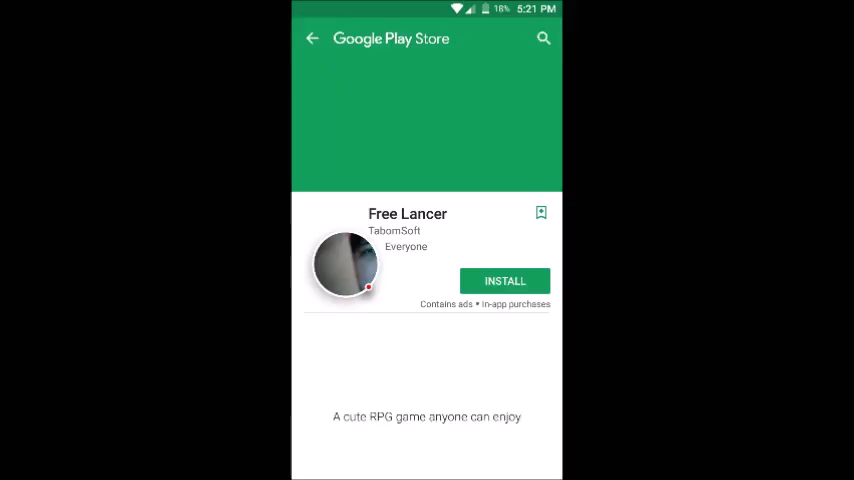 18% 5:21 PM
Google Play Store
Free Lancer
TabomSoft
Everyone
INSTALL
Contains ads • In-app purchases
A cute RPG game anyone can enjoy